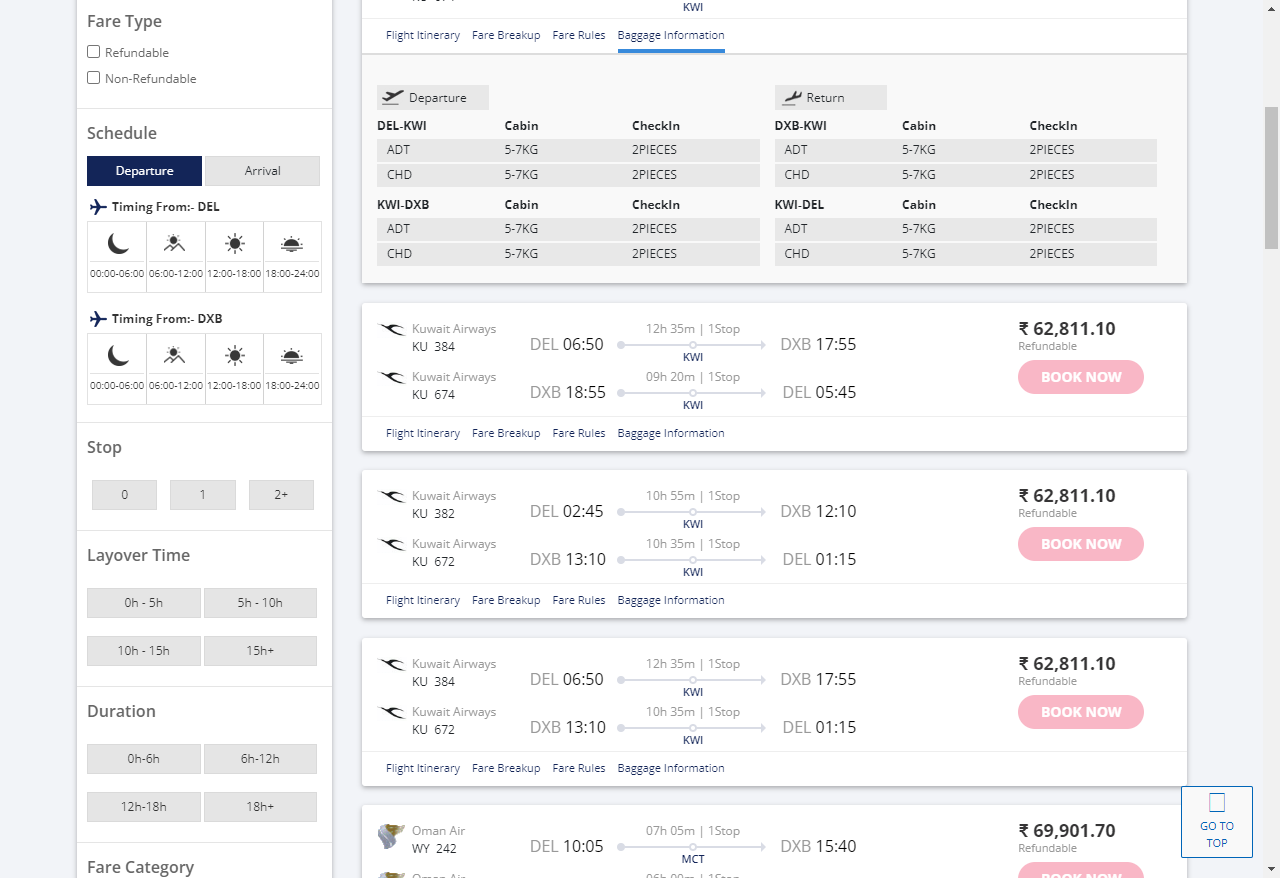 Fare Type
Refundable
Non-Refundable
Schedule
Departure Arrival
Timing From:- DEL
00:00-06:00 06:00-12:00 12:00-18:00 18:00-24:00
Timing From:- DXB
00:00-06:00 06:00-12:00 12:00-18:00 18:00-24:00
Stop
0 1 2+
Layover Time
0h - 5h 5h - 10h
10h - 15h 15h+
Duration
0h-6h 6h-12h
12h-18h 18h+
Fare Category
KWI
Flight Itinerary Fare Breakup Fare Rules Baggage Information
Departure
DEL-KWI Cabin CheckIn
ADT 5-7KG 2PIECES
CHD 5-7KG 2PIECES
KWI-DXB Cabin CheckIn
ADT 5-7KG 2PIECES
CHD 5-7KG 2PIECES
Return
DXB-KWI Cabin CheckIn
ADT 5-7KG 2PIECES
CHD 5-7KG 2PIECES
KWI-DEL Cabin CheckIn
ADT 5-7KG 2PIECES
CHD 5-7KG 2PIECES
Kuwait Airways
KU 384
DEL 06:50
12h 35m | 1Stop
KWI
DXB 17:55
Kuwait Airways
KU 674
DXB 18:55
09h 20m | 1Stop
KWI
DEL 05:45
₹ 62,811.10
Refundable
BOOK NOW
Flight Itinerary Fare Breakup Fare Rules Baggage Information
Kuwait Airways
KU 382
DEL 02:45
10h 55m | 1Stop
KWI
DXB 12:10
Kuwait Airways
KU 672
DXB 13:10
10h 35m | 1Stop
KWI
DEL 01:15
₹ 62,811.10
Refundable
BOOK NOW
Flight Itinerary Fare Breakup Fare Rules Baggage Information
Kuwait Airways
KU 384
DEL 06:50
12h 35m | 1Stop
KWI
DXB 17:55
Kuwait Airways
KU 672
DXB 13:10
10h 35m | 1Stop
KWI
DEL 01:15
₹ 62,811.10
Refundable
BOOK NOW
Flight Itinerary Fare Breakup Fare Rules Baggage Information
Oman Air
WY 242
DEL 10:05
07h 05m | 1Stop
MCT
DXB 15:40
₹ 69,901.70
Refundable
BOOK NOW
Oman Air
GO TO
TOP